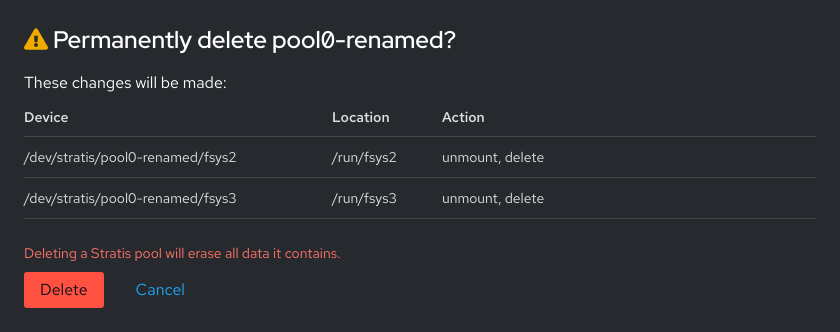 Permanently delete pool0-renamed?
These changes will be made:
Device Location Action
/dev/stratis/pool0-renamed/fsys2 /run/fsys2 unmount, delete
/dev/stratis/pool0-renamed/fsys3 /run/fsys3 unmount, delete
Deleting a Stratis pool will erase all data it contains.
Delete Cancel